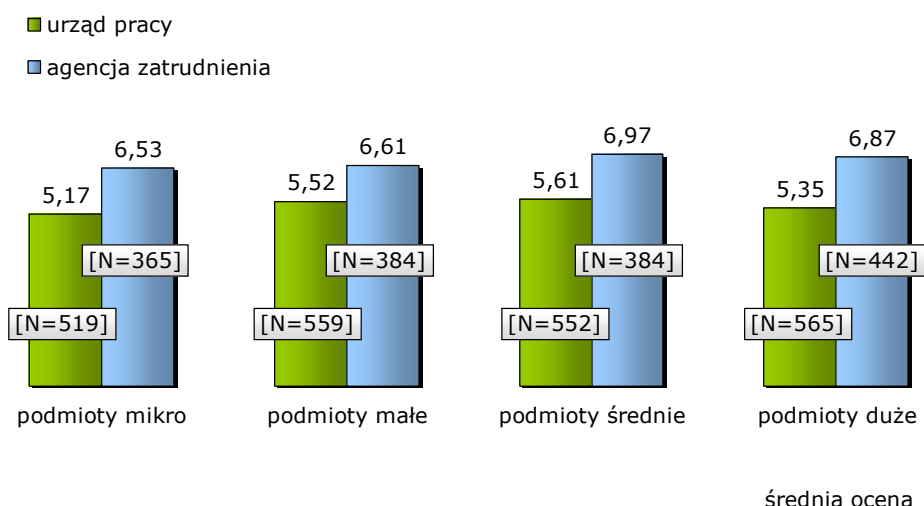 urząd pracy
agencja zatrudnienia
5,17 6,53 5,52 6,61 5,61 6,97 5,35 6,87
[N=365] [N=384] [N=384] [N=442]
[N=519] [N=559] [N=552] [N=565]
podmioty mikro podmioty małe podmioty średnie podmioty duże
średnia ocena